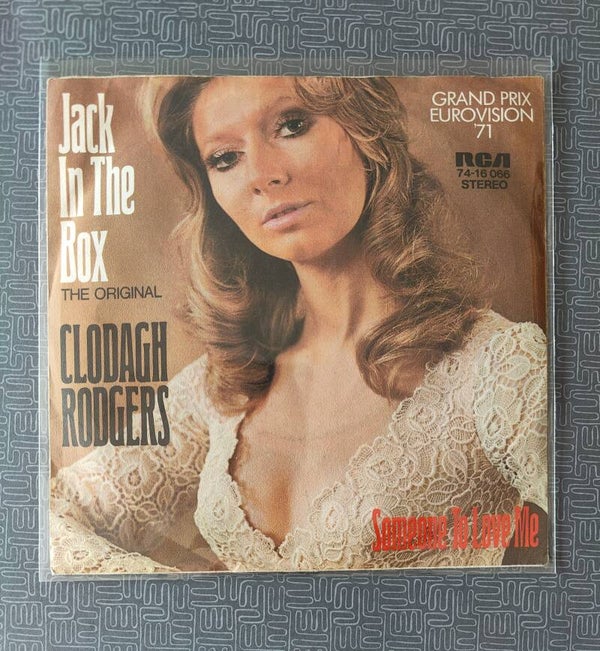 Jack
In The
Box
THE ORIGINAL
CLODAGH
RODGERS
GRAND PRIX
EUROVISION
'71
RCA
74-16 066
STEREO
Someone To Love Me